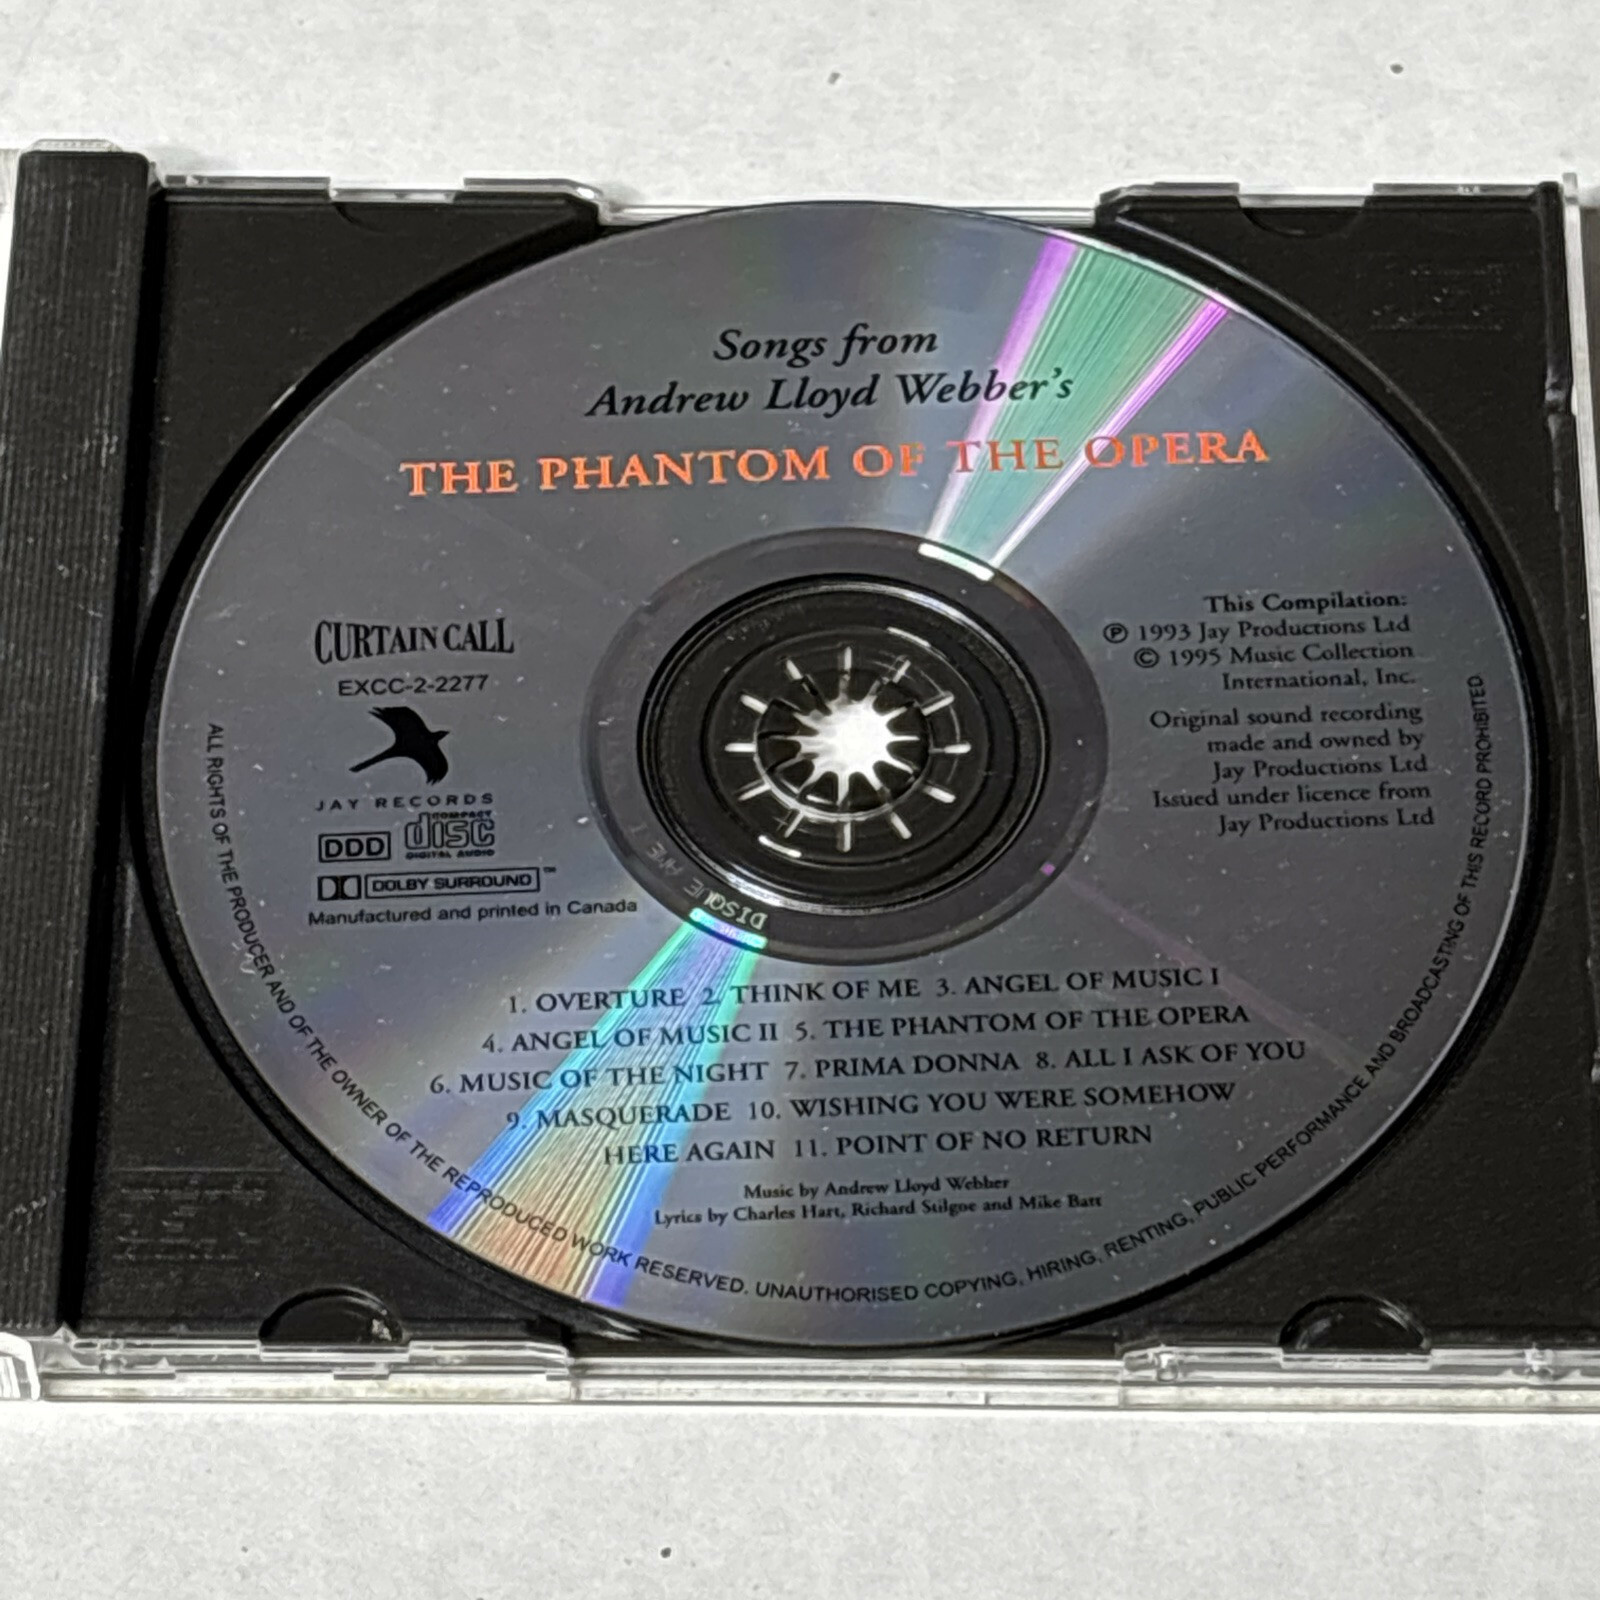 Songs from
Andrew Lloyd Webber's
THE PHANTOM OF THE OPERA
CURTAIN CALL
EXCC-2-2277
JAY RECORDS
DDD
COMPACT
disc
DIGITAL AUDIO
DOLBY SURROUND™
Manufactured and printed in Canada
This Compilation:
℗ 1993 Jay Productions Ltd
© 1995 Music Collection
International, Inc.
Original sound recording
made and owned by
Jay Productions Ltd
Issued under licence from
Jay Productions Ltd
DISQUE
1. OVERTURE 2. THINK OF ME 3. ANGEL OF MUSIC I
4. ANGEL OF MUSIC II 5. THE PHANTOM OF THE OPERA
6. MUSIC OF THE NIGHT 7. PRIMA DONNA 8. ALL I ASK OF YOU
9. MASQUERADE 10. WISHING YOU WERE SOMEHOW
HERE AGAIN 11. POINT OF NO RETURN
Music by Andrew Lloyd Webber
Lyrics by Charles Hart, Richard Stilgoe and Mike Batt
ALL RIGHTS OF THE PRODUCER AND OF THE OWNER OF THE REPRODUCED WORK RESERVED. UNAUTHORISED COPYING, HIRING, RENTING, PUBLIC PERFORMANCE AND BROADCASTING OF THIS RECORD PROHIBITED